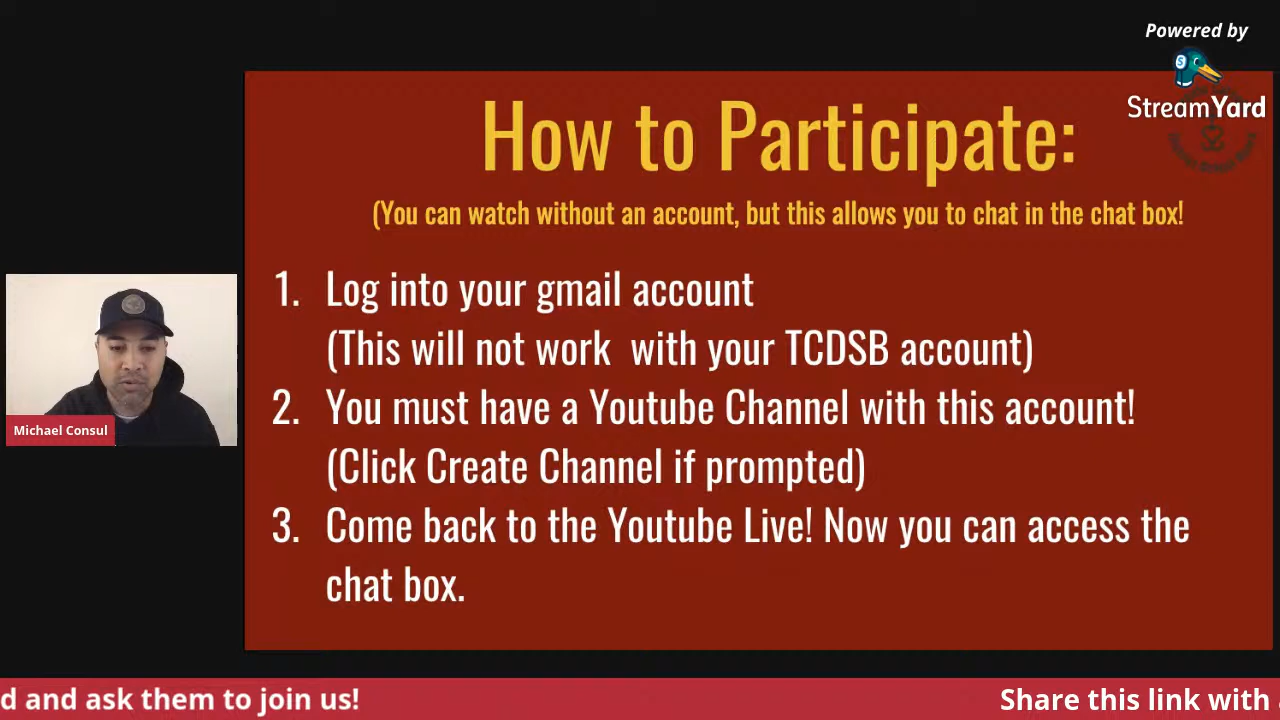 Powered by
StreamYard
How to Participate:
(You can watch without an account, but this allows you to chat in the chat box!
1. Log into your gmail account
(This will not work with your TCDSB account)
2. You must have a Youtube Channel with this account!
(Click Create Channel if prompted)
3. Come back to the Youtube Live! Now you can access the
chat box.
Michael Consul
d and ask them to join us!
Share this link with